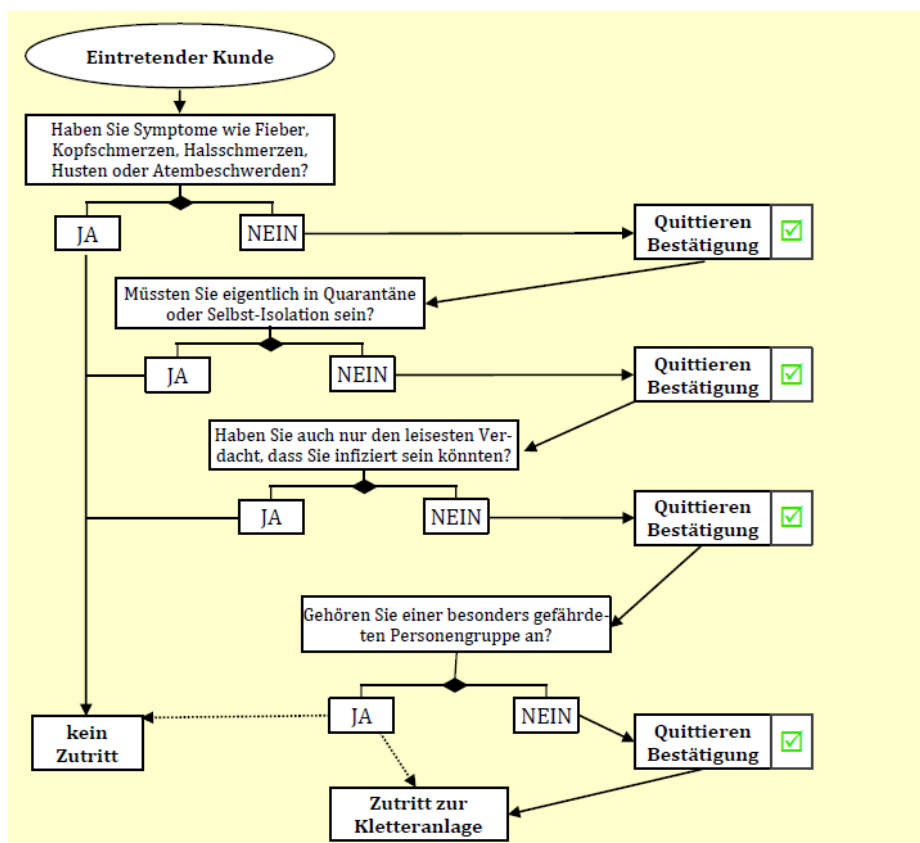 Eintretender Kunde
Haben Sie Symptome wie Fieber,
Kopfschmerzen, Halsschmerzen,
Husten oder Atembeschwerden?
JA
NEIN
Quittieren
Bestätigung
Müssten Sie eigentlich in Quarantäne
oder Selbst-Isolation sein?
JA
NEIN
Quittieren
Bestätigung
Haben Sie auch nur den leisesten Ver-
dacht, dass Sie infiziert sein könnten?
JA
NEIN
Quittieren
Bestätigung
Gehören Sie einer besonders gefährde-
ten Personengruppe an?
JA
NEIN
Quittieren
Bestätigung
kein
Zutritt
Zutritt zur
Kletteranlage